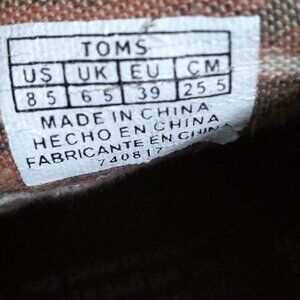 TOMS
US UK EU CM
8.5 6.5 39 25.5
MADE IN CHINA
HECHO EN CHINA
FABRICANTE EN CHINA
740817